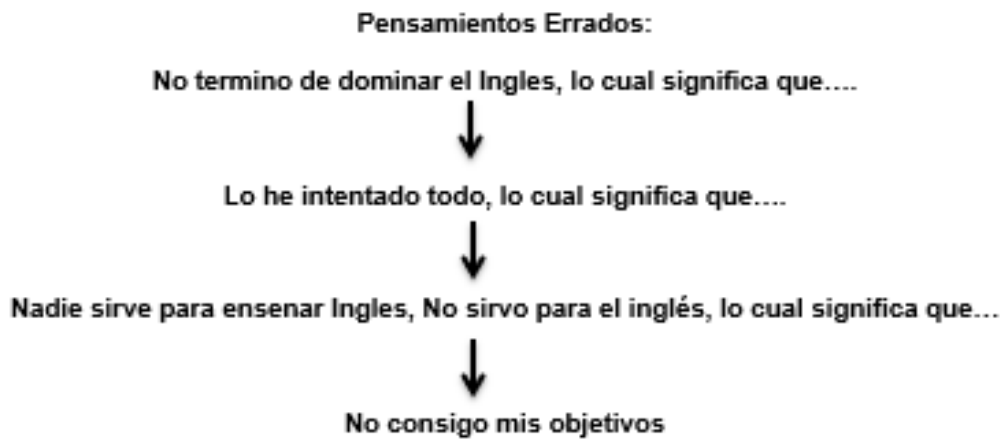 Pensamientos Errados:
No termino de dominar el Ingles, lo cual significa que....
Lo he intentado todo, lo cual significa que....
Nadie sirve para ensenar Ingles, No sirvo para el inglés, lo cual significa que...
No consigo mis objetivos